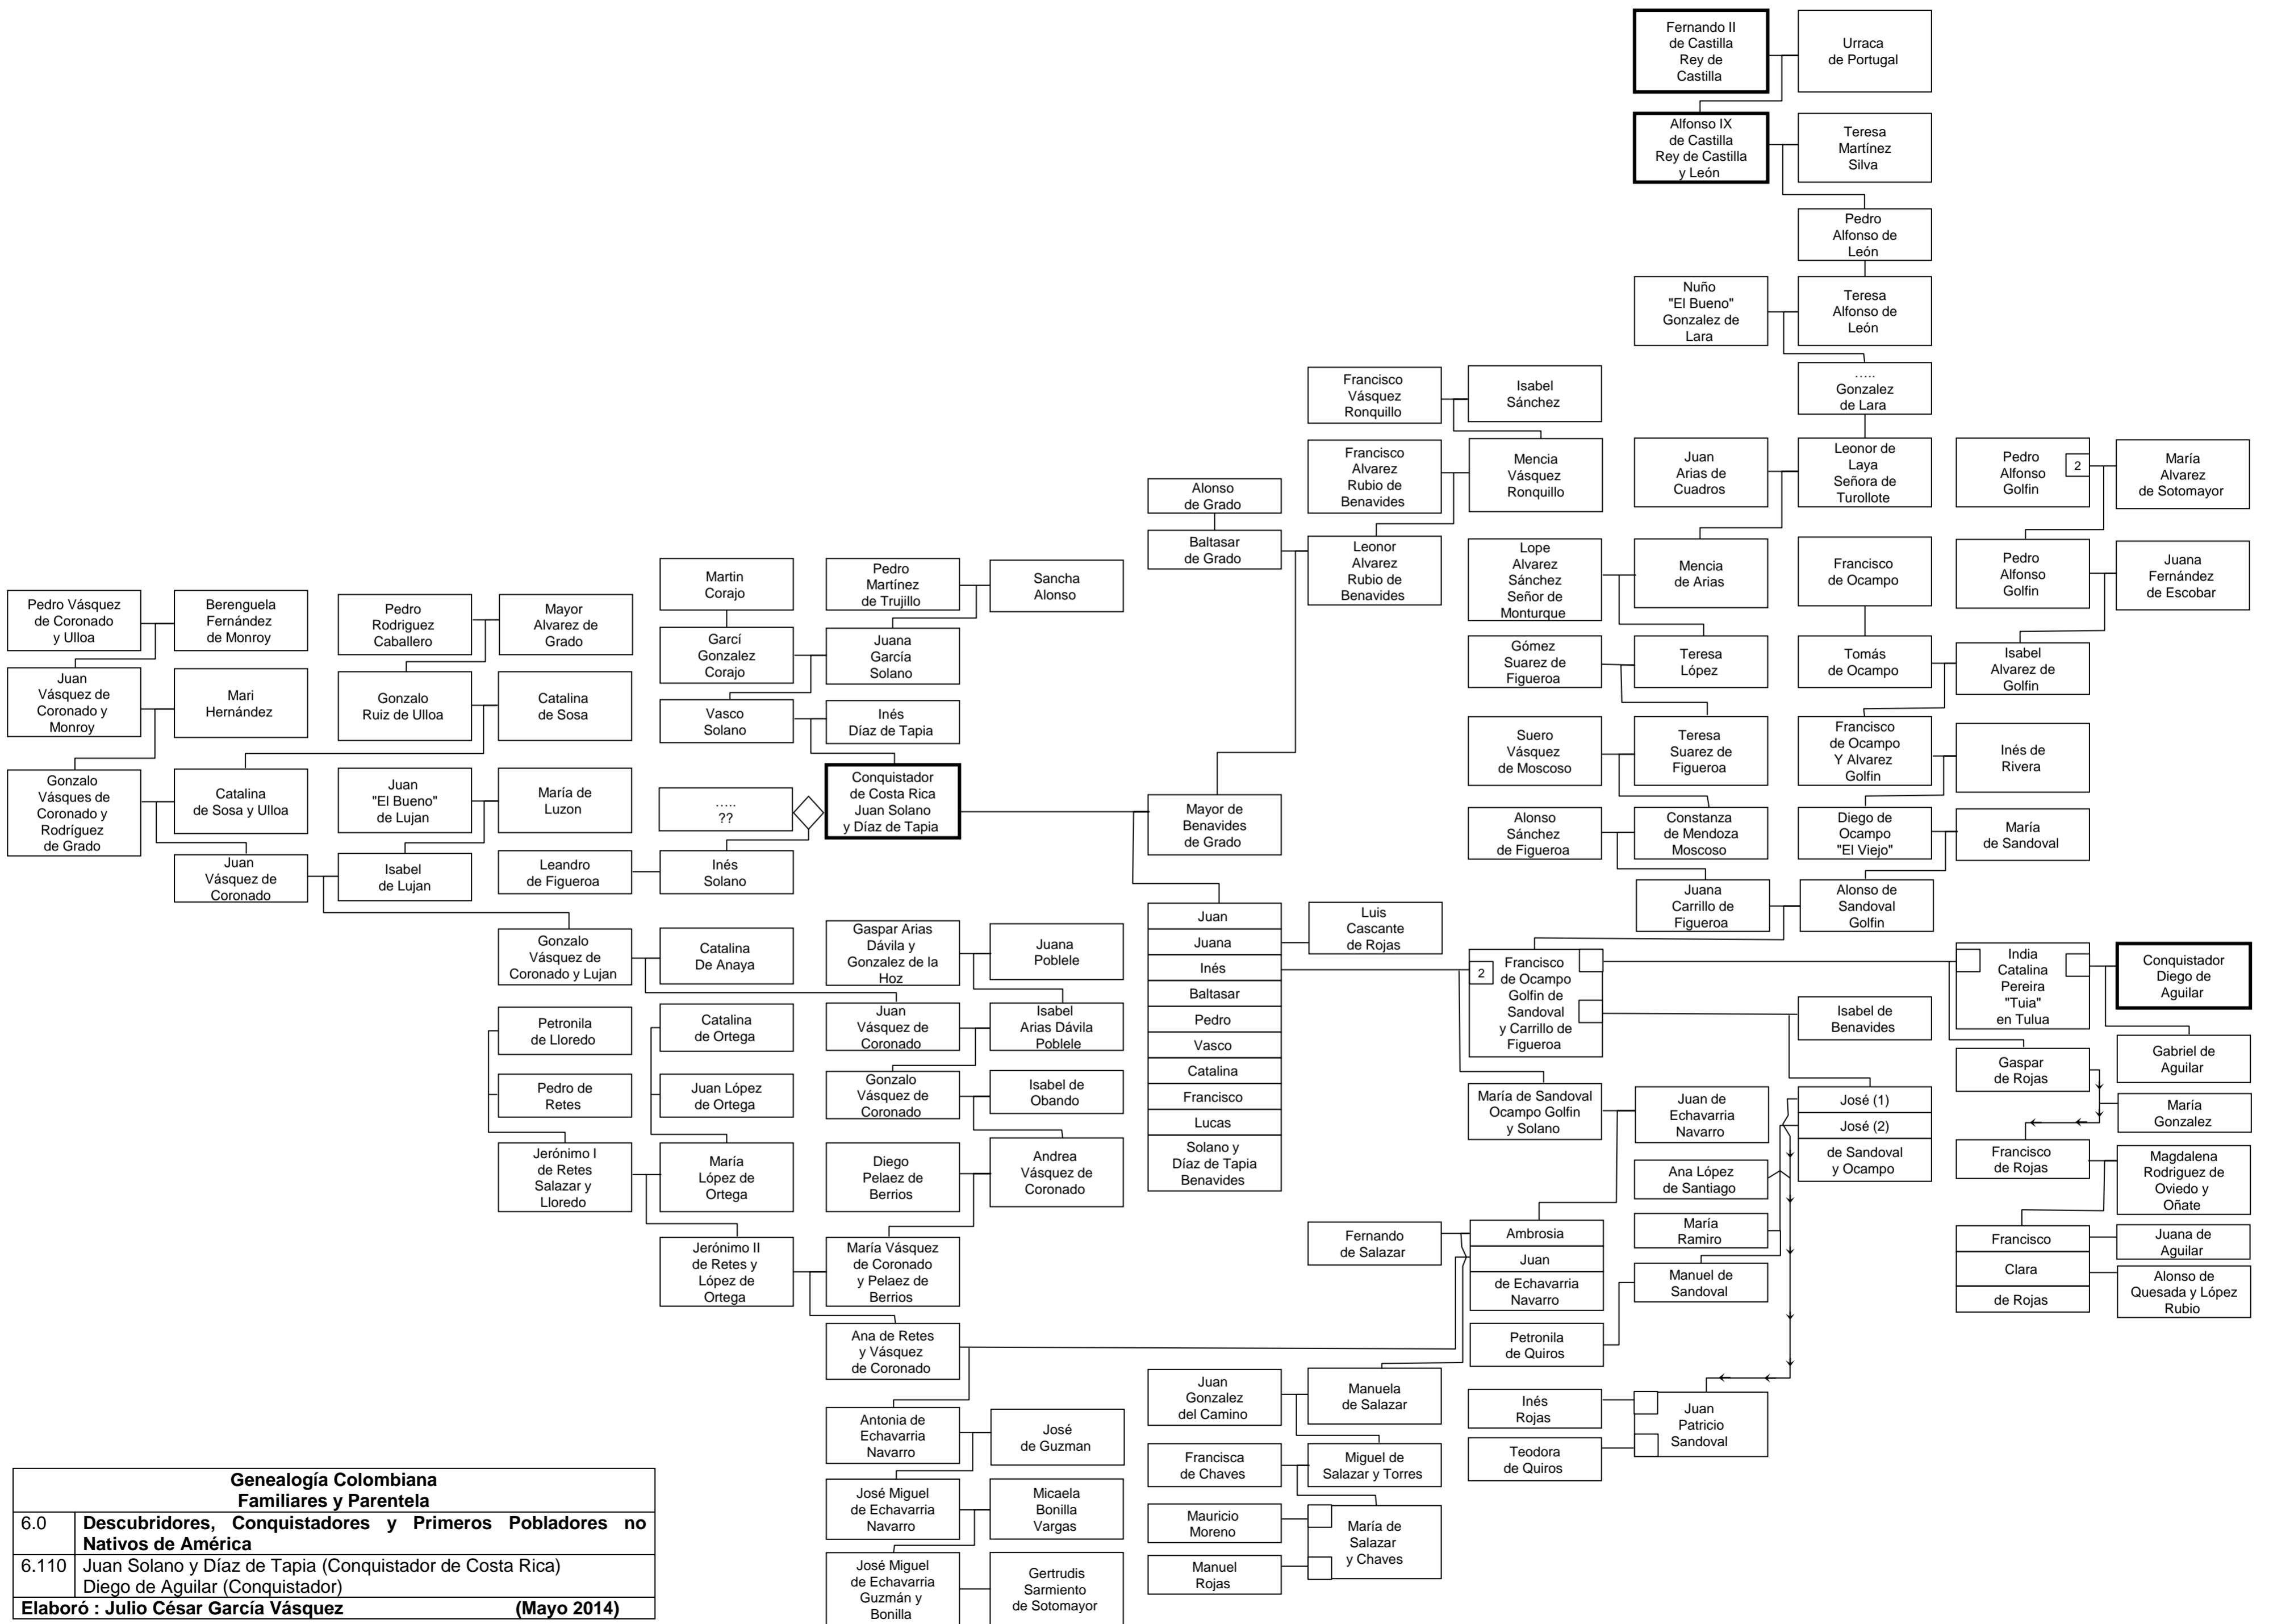 Fernando II
de Castilla
Rey de
Castilla
Urraca
de Portugal
Alfonso IX
de Castilla
Rey de Castilla
y León
Teresa
Martínez
Silva
Pedro
Alfonso de
León
Nuño
"El Bueno"
Gonzalez de
Lara
Teresa
Alfonso de
León
…..
Gonzalez
de Lara
Francisco
Vásquez
Ronquillo
Isabel
Sánchez
Francisco
Alvarez
Rubio de
Benavides
Mencia
Vásquez
Ronquillo
Juan
Arias de
Cuadros
Leonor de
Laya
Señora de
Turollote
Pedro
Alfonso
Golfin
2
María
Alvarez
de Sotomayor
Alonso
de Grado
Baltasar
de Grado
Leonor
Alvarez
Rubio de
Benavides
Lope
Alvarez
Sánchez
Señor de
Monturque
Mencia
de Arias
Francisco
de Ocampo
Pedro
Alfonso
Golfin
Juana
Fernández
de Escobar
Martin
Corajo
Pedro
Martínez
de Trujillo
Sancha
Alonso
Pedro Vásquez
de Coronado
y Ulloa
Berenguela
Fernández
de Monroy
Pedro
Rodriguez
Caballero
Mayor
Alvarez de
Grado
Garcí
Gonzalez
Corajo
Juana
García
Solano
Gómez
Suarez de
Figueroa
Teresa
López
Tomás
de Ocampo
Isabel
Alvarez de
Golfin
Juan
Vásquez de
Coronado y
Monroy
Mari
Hernández
Gonzalo
Ruiz de Ulloa
Catalina
de Sosa
Vasco
Solano
Inés
Díaz de Tapia
Suero
Vásquez
de Moscoso
Teresa
Suarez de
Figueroa
Francisco
de Ocampo
Y Alvarez
Golfin
Inés de
Rivera
Gonzalo
Vásques de
Coronado y
Rodríguez
de Grado
Catalina
de Sosa y Ulloa
Juan
"El Bueno"
de Lujan
María de
Luzon
…..
??
Conquistador
de Costa Rica
Juan Solano
y Díaz de Tapia
Mayor de
Benavides
de Grado
Alonso
Sánchez
de Figueroa
Constanza
de Mendoza
Moscoso
Diego de
Ocampo
"El Viejo"
María
de Sandoval
Juan
Vásquez de
Coronado
Isabel
de Lujan
Leandro
de Figueroa
Inés
Solano
Juana
Carrillo de
Figueroa
Alonso de
Sandoval
Golfin
Gonzalo
Vásquez de
Coronado y Lujan
Catalina
De Anaya
Gaspar Arias
Dávila y
Gonzalez de la
Hoz
Juana
Poblele
Juan
Juana
Inés
Baltasar
Pedro
Vasco
Catalina
Francisco
Lucas
Solano y
Díaz de Tapia
Benavides
Luis
Cascante
de Rojas
2
Francisco
de Ocampo
Golfin de
Sandoval
y Carrillo de
Figueroa
India
Catalina
Pereira
"Tuia"
en Tulua
Conquistador
Diego de
Aguilar
Petronila
de Lloredo
Catalina
de Ortega
Juan
Vásquez de
Coronado
Isabel
Arias Dávila
Poblele
Isabel de
Benavides
Gaspar
de Rojas
Gabriel de
Aguilar
Pedro de
Retes
Juan López
de Ortega
Gonzalo
Vásquez de
Coronado
Isabel de
Obando
María de Sandoval
Ocampo Golfin
y Solano
Juan de
Echavarria
Navarro
José (1)
José (2)
de Sandoval
y Ocampo
María
Gonzalez
Jerónimo I
de Retes
Salazar y
Lloredo
María
López de
Ortega
Diego
Pelaez de
Berrios
Andrea
Vásquez de
Coronado
Ana López
de Santiago
Francisco
de Rojas
Magdalena
Rodriguez de
Oviedo y
Oñate
Jerónimo II
de Retes y
López de
Ortega
María Vásquez
de Coronado
y Pelaez de
Berrios
Fernando
de Salazar
Ambrosia
Juan
de Echavarria
Navarro
María
Ramiro
Manuel de
Sandoval
Francisco
Clara
de Rojas
Juana de
Aguilar
Alonso de
Quesada y López
Rubio
Ana de Retes
y Vásquez
de Coronado
Petronila
de Quiros
Juan
Gonzalez
del Camino
Manuela
de Salazar
Inés
Rojas
Juan
Patricio
Sandoval
Antonia de
Echavarria
Navarro
José
de Guzman
Francisca
de Chaves
Miguel de
Salazar y Torres
Teodora
de Quiros
José Miguel
de Echavarria
Navarro
Micaela
Bonilla
Vargas
Mauricio
Moreno
María de
Salazar
y Chaves
José Miguel
de Echavarria
Guzmán y
Bonilla
Gertrudis
Sarmiento
de Sotomayor
Manuel
Rojas
Genealogía Colombiana
Familiares y Parentela
6.0 Descubridores, Conquistadores y Primeros Pobladores no
Nativos de América
6.110 Juan Solano y Díaz de Tapia (Conquistador de Costa Rica)
Diego de Aguilar (Conquistador)
Elaboró : Julio César García Vásquez (Mayo 2014)